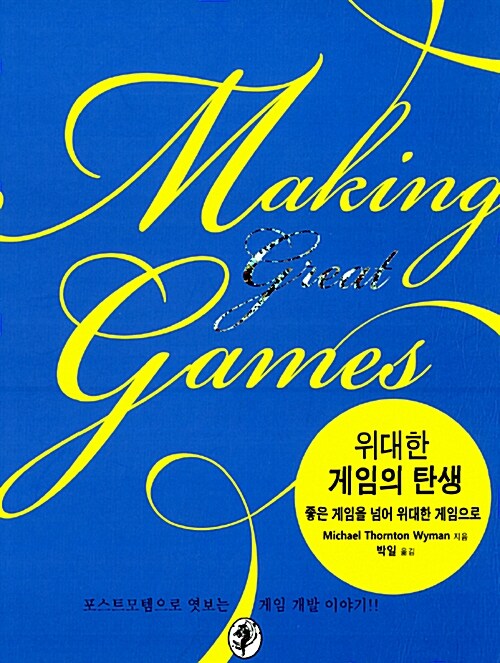 Making
Great
Games
위대한
게임의 탄생
좋은 게임을 넘어 위대한 게임으로
Michael Thornton Wyman 지음
박일 옮김
포스트모템으로 엿보는 게임 개발 이야기!!